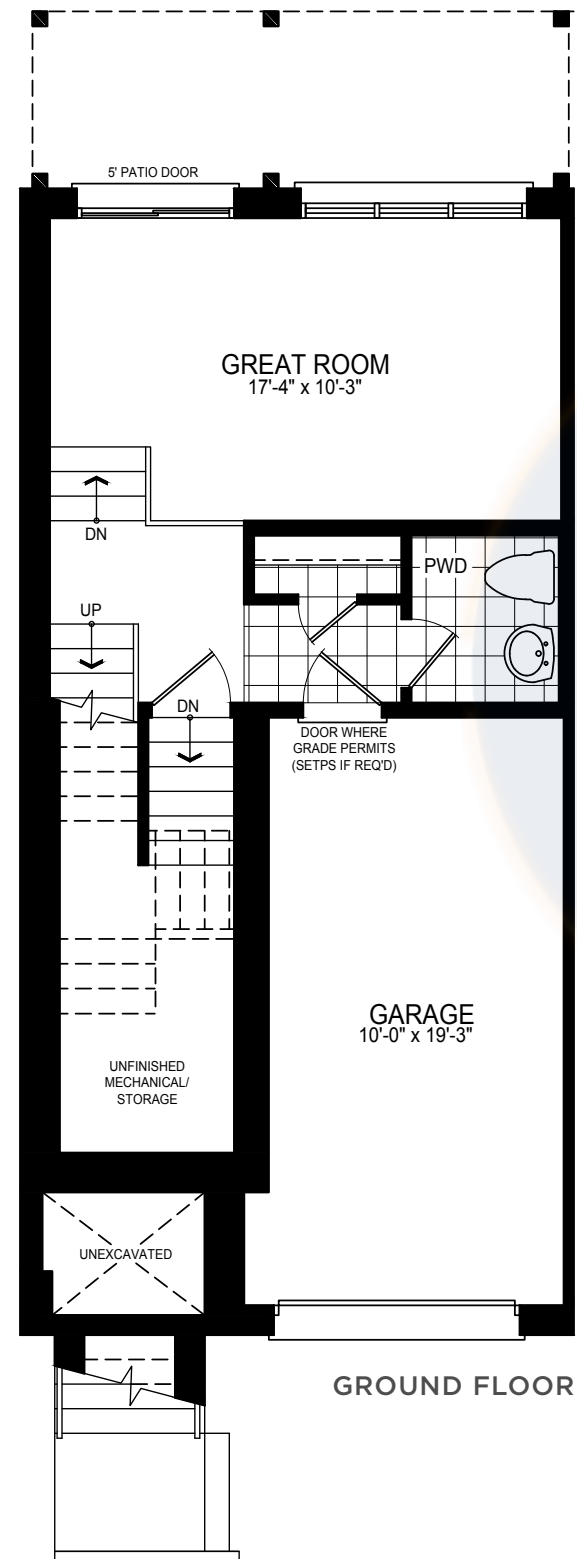 5' PATIO DOOR
GREAT ROOM
17'-4" x 10'-3"
DN
PWD
UP
DN
DOOR WHERE
GRADE PERMITS
(SETPS IF REQ'D)
GARAGE
10'-0" x 19'-3"
UNFINISHED
MECHANICAL/
STORAGE
UNEXCAVATED
GROUND FLOOR